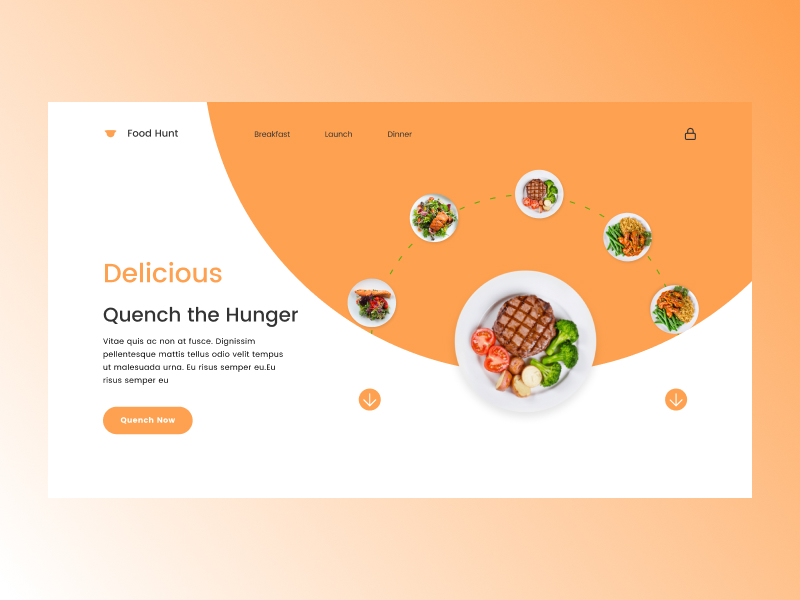 Food Hunt
Breakfast
Launch
Dinner
Delicious
Quench the Hunger
Vitae quis ac non at fusce. Dignissim
pellentesque mattis tellus odio velit tempus
ut malesuada urna. Eu risus semper eu.Eu
risus semper eu
Quench Now